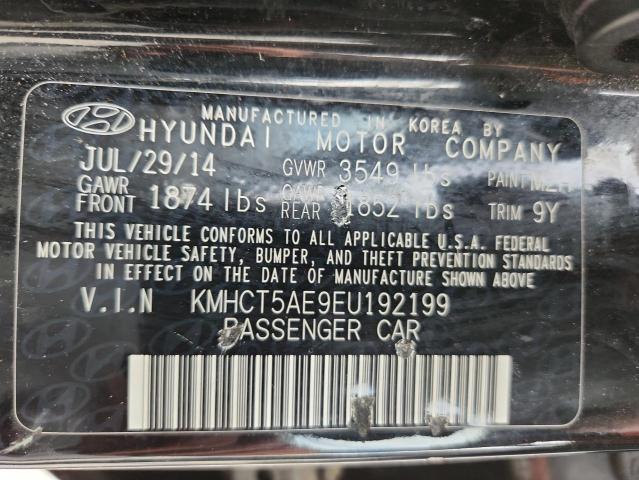 MANUFACTURED IN KOREA BY
HYUNDAI MOTOR COMPANY
JUL/29/14 GVWR 3549 lbs PAINT MZH
GAWR FRONT 1874 lbs GAWR REAR 1852 lbs TRIM 9Y
THIS VEHICLE CONFORMS TO ALL APPLICABLE U.S.A. FEDERAL
MOTOR VEHICLE SAFETY, BUMPER, AND THEFT PREVENTION STANDARDS
IN EFFECT ON THE DATE OF MANUFACTURE SHOWN ABOVE
V.I.N KMHCT5AE9EU192199
PASSENGER CAR